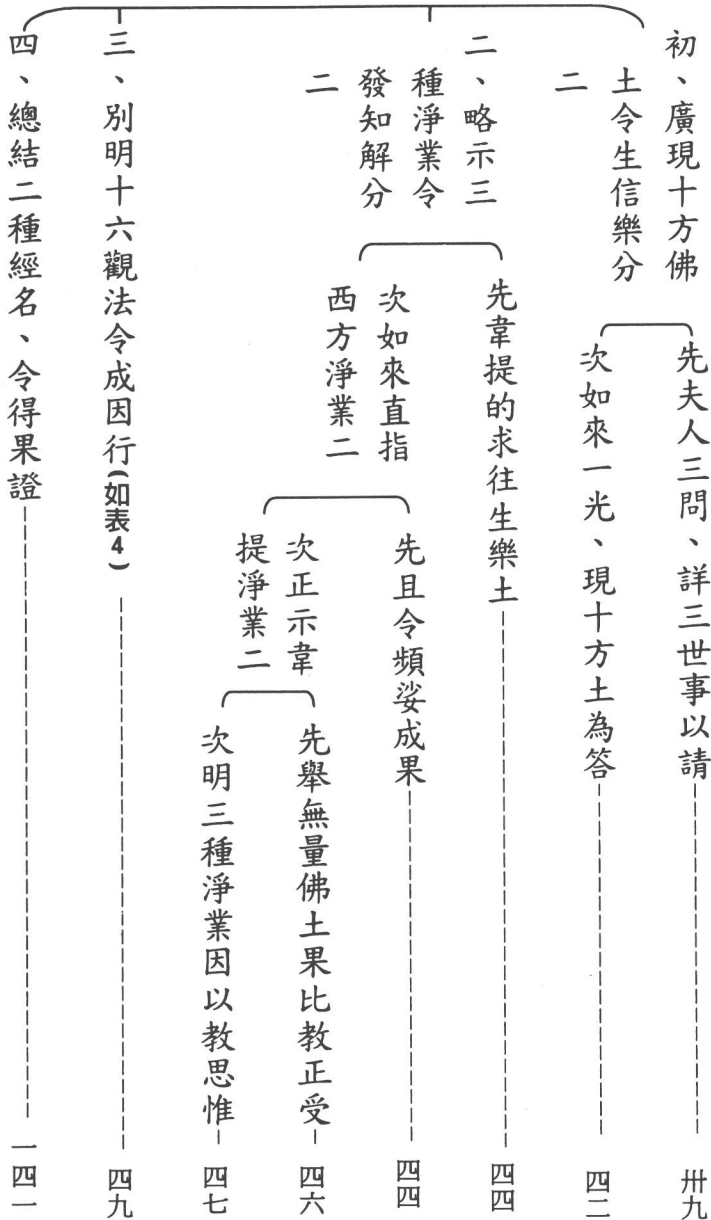 初、廣現十方佛
土令生信樂分
二
先夫人三問、詳三世事以請 卅九
次如來一光、現十方土為答 四二
二、略示三
種淨業令
發知解分
二
先韋提的求往生樂土 四四
次如來直指
西方淨業二
先且令頻娑成果 四四
次正示韋
提淨業二
先舉無量佛土果比教正受 四六
次明三種淨業因以教思惟 四七
三、別明十六觀法令成因行(如表4) 四九
四、總結二種經名、令得果證 一四一